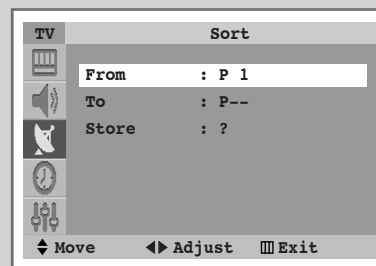 TV Sort
From : P 1
To : P--
Store : ?
Move Adjust Exit